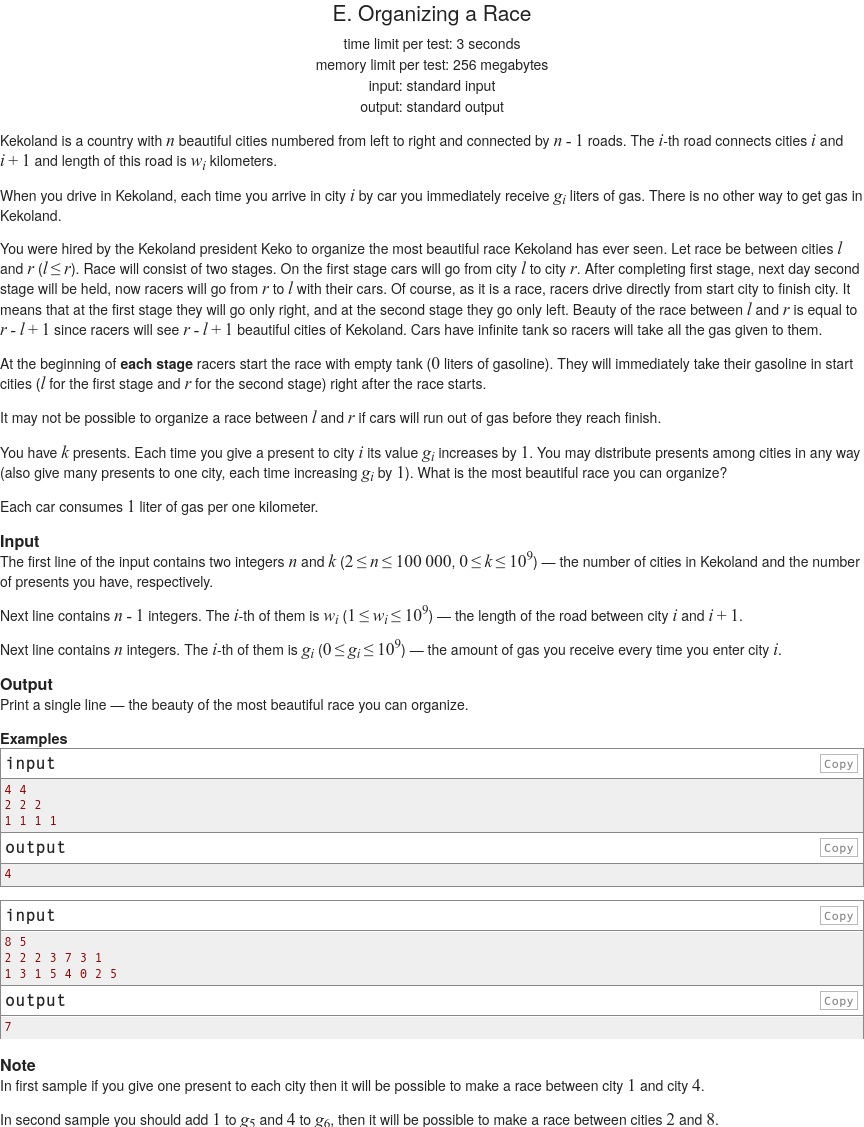 E. Organizing a Race
time limit per test: 3 seconds
memory limit per test: 256 megabytes
input: standard input
output: standard output
Kekoland is a country with n beautiful cities numbered from left to right and connected by n - 1 roads. The i-th road connects cities i and
i + 1 and length of this road is w_i kilometers.
When you drive in Kekoland, each time you arrive in city i by car you immediately receive g_i liters of gas. There is no other way to get gas in
Kekoland.
You were hired by the Kekoland president Keko to organize the most beautiful race Kekoland has ever seen. Let race be between cities l
and r (l ≤ r). Race will consist of two stages. On the first stage cars will go from city l to city r. After completing first stage, next day second
stage will be held, now racers will go from r to l with their cars. Of course, as it is a race, racers drive directly from start city to finish city. It
means that at the first stage they will go only right, and at the second stage they go only left. Beauty of the race between l and r is equal to
r - l + 1 since racers will see r - l + 1 beautiful cities of Kekoland. Cars have infinite tank so racers will take all the gas given to them.
At the beginning of each stage racers start the race with empty tank (0 liters of gasoline). They will immediately take their gasoline in start
cities (l for the first stage and r for the second stage) right after the race starts.
It may not be possible to organize a race between l and r if cars will run out of gas before they reach finish.
You have k presents. Each time you give a present to city i its value g_i increases by 1. You may distribute presents among cities in any way
(also give many presents to one city, each time increasing g_i by 1). What is the most beautiful race you can organize?
Each car consumes 1 liter of gas per one kilometer.
Input
The first line of the input contains two integers n and k (2 ≤ n ≤ 100 000, 0 ≤ k ≤ 10^9) — the number of cities in Kekoland and the number
of presents you have, respectively.
Next line contains n - 1 integers. The i-th of them is w_i (1 ≤ w_i ≤ 10^9) — the length of the road between city i and i + 1.
Next line contains n integers. The i-th of them is g_i (0 ≤ g_i ≤ 10^9) — the amount of gas you receive every time you enter city i.
Output
Print a single line — the beauty of the most beautiful race you can organize.
Examples
input
Copy
4 4
2 2 2
1 1 1 1
output
Copy
4
input
Copy
8 5
2 2 2 3 7 3 1
1 3 1 5 4 0 2 5
output
Copy
7
Note
In first sample if you give one present to each city then it will be possible to make a race between city 1 and city 4.
In second sample you should add 1 to g_5 and 4 to g_6, then it will be possible to make a race between cities 2 and 8.